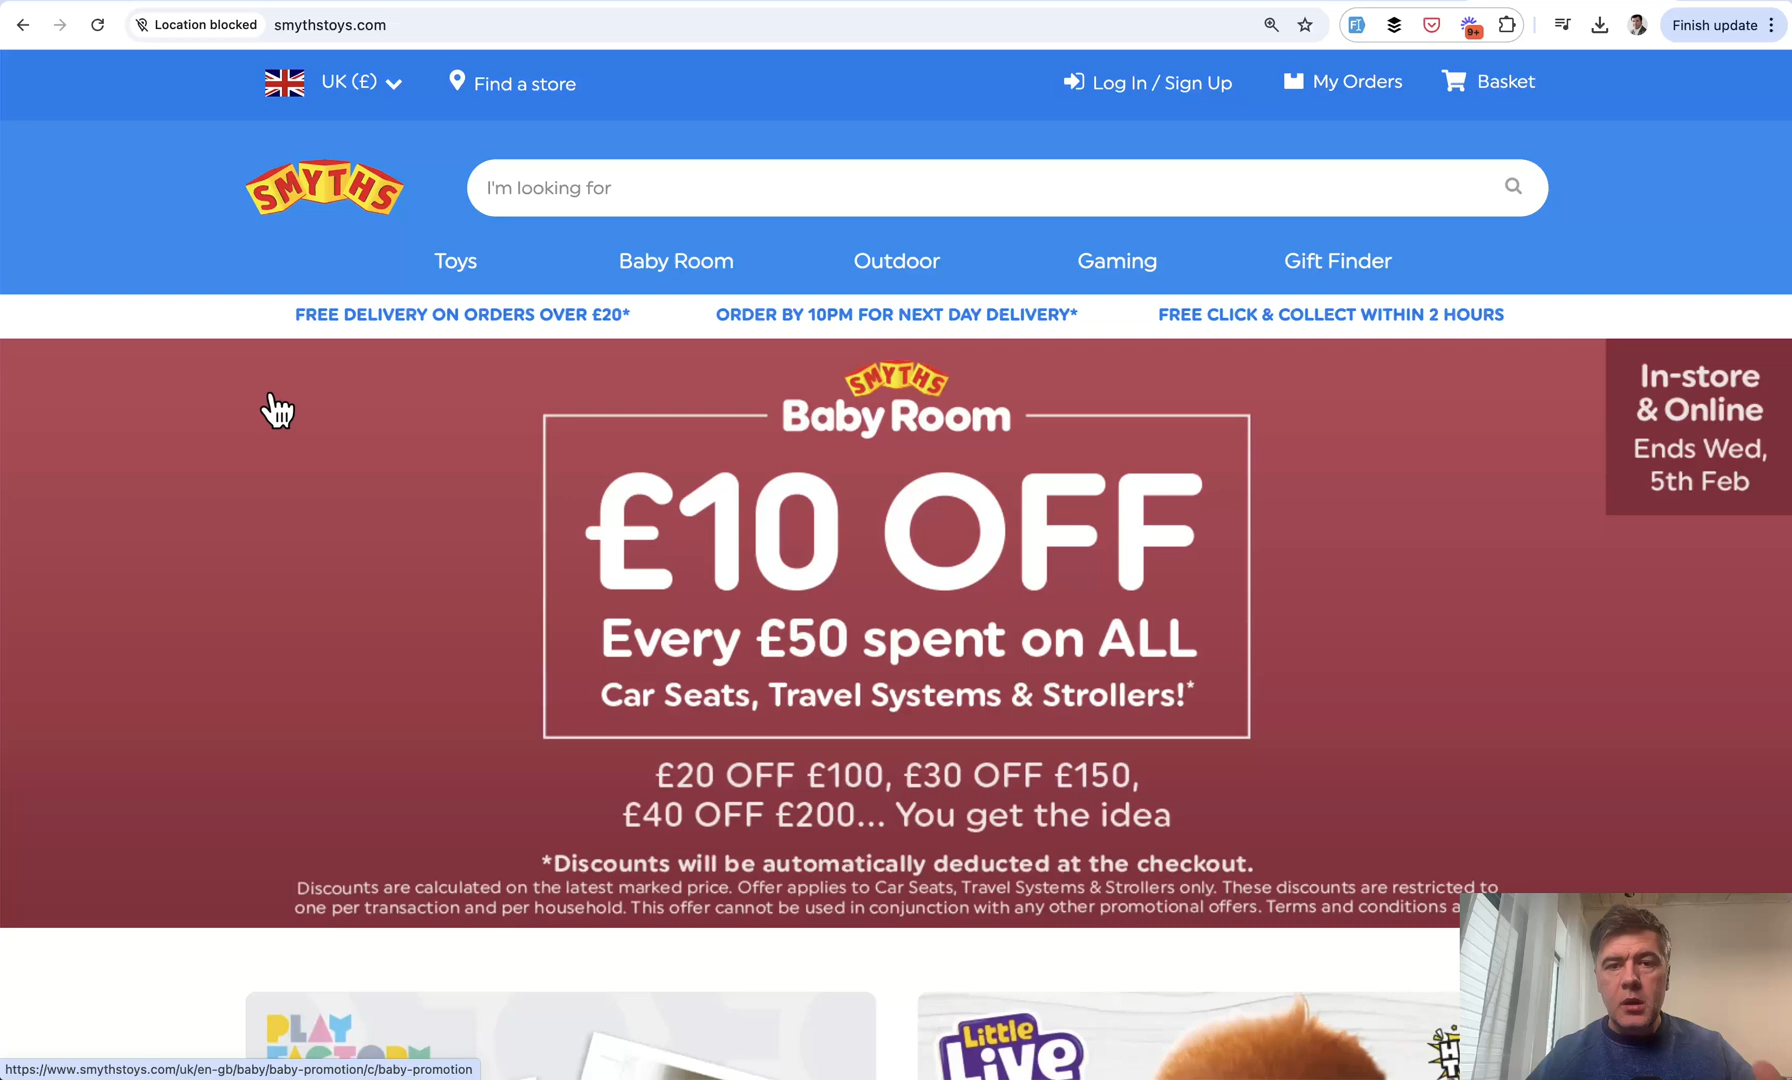 Location blocked smythstoys.com
9+
Finish update
UK (£) Find a store Log In / Sign Up My Orders Basket
SMYTHS
I'm looking for
Toys Baby Room Outdoor Gaming Gift Finder
FREE DELIVERY ON ORDERS OVER £20* ORDER BY 10PM FOR NEXT DAY DELIVERY* FREE CLICK & COLLECT WITHIN 2 HOURS
SMYTHS
Baby Room
In-store
& Online
Ends Wed,
5th Feb
£10 OFF
Every £50 spent on ALL
Car Seats, Travel Systems & Strollers!*
£20 OFF £100, £30 OFF £150,
£40 OFF £200... You get the idea
*Discounts will be automatically deducted at the checkout.
Discounts are calculated on the latest marked price. Offer applies to Car Seats, Travel Systems & Strollers only. These discounts are restricted to
one per transaction and per household. This offer cannot be used in conjunction with any other promotional offers. Terms and conditions
PLAY
FACTORY
Little
Live
https://www.smythstoys.com/uk/en-gb/baby/baby-promotion/c/baby-promotion